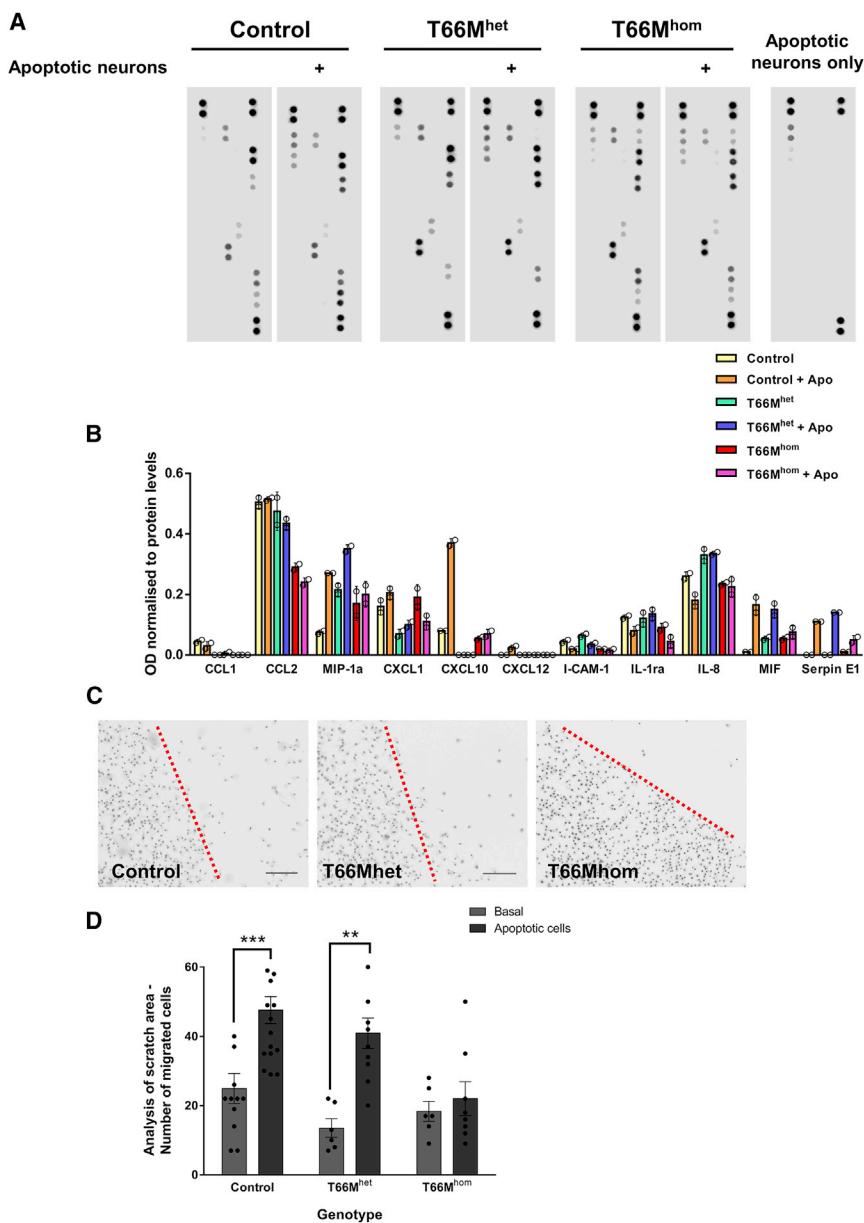 A
Control
T66Mhet
T66Mhom
Apoptotic neurons only
Apoptotic neurons
+
+
+
Control
Control + Apo
T66Mhet
T66Mhet + Apo
T66Mhom
T66Mhom + Apo
B
OD normalised to protein levels
0.6
0.4
0.2
0.0
CCL1 CCL2 MIP-1a CXCL1 CXCL10 CXCL12 I-CAM-1 IL-1ra IL-8 MIF Serpin E1
C
Control
T66Mhet
T66Mhom
D
Basal
Apoptotic cells
Analysis of scratch area -
Number of migrated cells
60
40
20
0
***
**
Control T66Mhet T66Mhom
Genotype